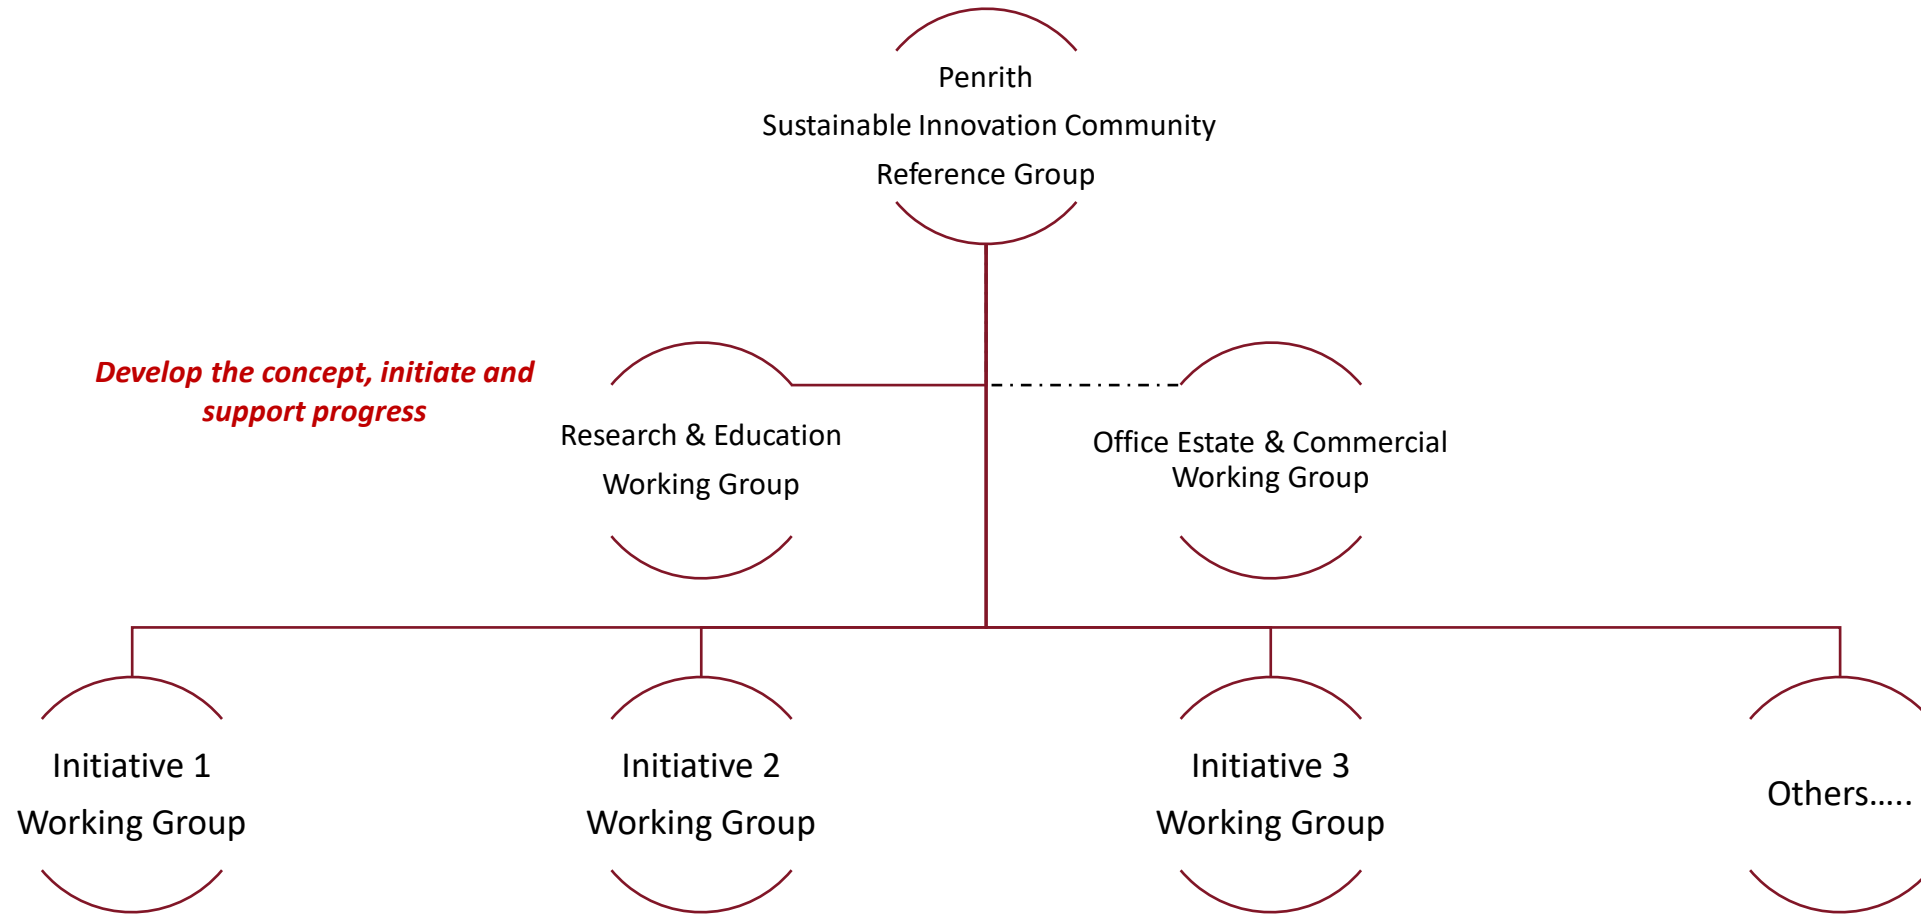 Penrith
Sustainable Innovation Community
Reference Group
Develop the concept, initiate and
support progress
Research & Education
Working Group
Office Estate & Commercial
Working Group
Initiative 1
Working Group
Initiative 2
Working Group
Initiative 3
Working Group
Others.....